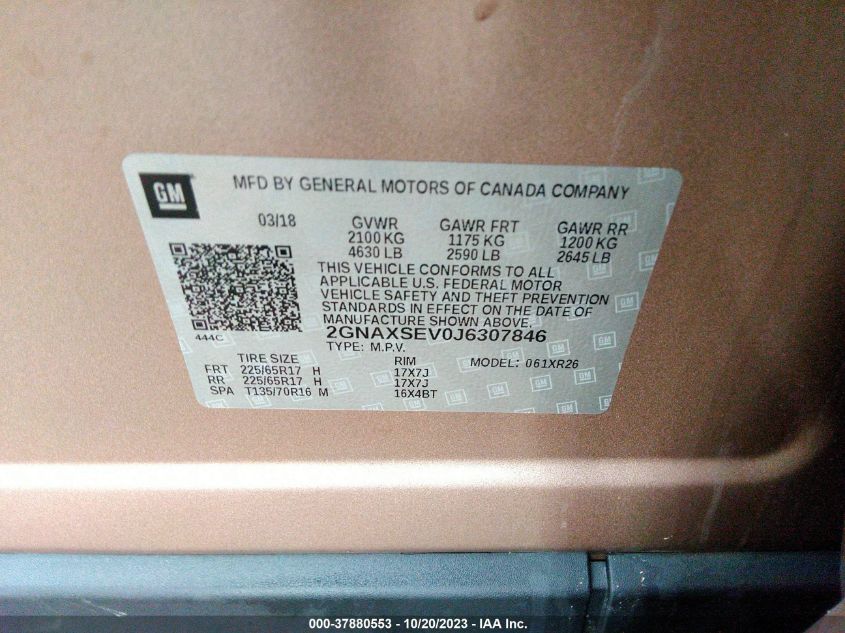 GM
MFD BY GENERAL MOTORS OF CANADA COMPANY
03/18 GVWR GAWR FRT GAWR RR
2100 KG 1175 KG 1200 KG
4630 LB 2590 LB 2645 LB
THIS VEHICLE CONFORMS TO ALL
APPLICABLE U.S. FEDERAL MOTOR
VEHICLE SAFETY AND THEFT PREVENTION
STANDARDS IN EFFECT ON THE DATE OF
MANUFACTURE SHOWN ABOVE.
444C 2GNAXSEV0J6307846
TYPE: M.P.V.
TIRE SIZE RIM MODEL: 061XR26
FRT 225/65R17 H 17X7J
RR 225/65R17 H 17X7J
SPA T135/70R16 M 16X4BT
000-37880553 - 10/20/2023 - IAA Inc.